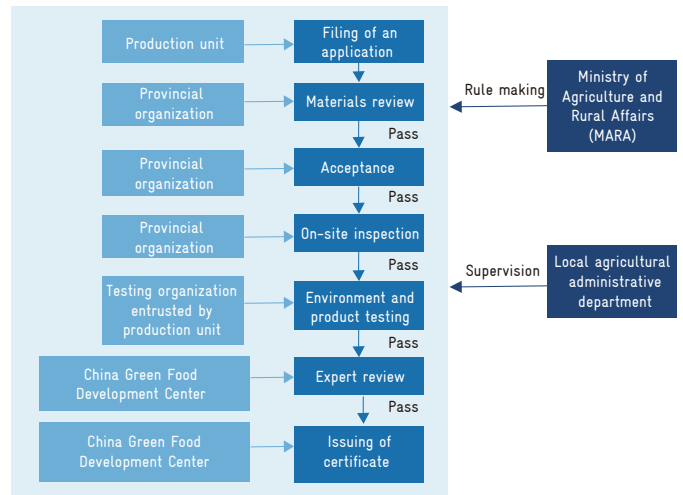 Production unit
Filing of an
application
Provincial
organization
Materials review
Rule making
Ministry of
Agriculture and
Rural Affairs
(MARA)
Pass
Provincial
organization
Acceptance
Pass
Provincial
organization
On-site inspection
Pass
Supervision
Local agricultural
administrative
department
Testing organization
entrusted by
production unit
Environment and
product testing
Pass
China Green Food
Development Center
Expert review
Pass
China Green Food
Development Center
Issuing of
certificate